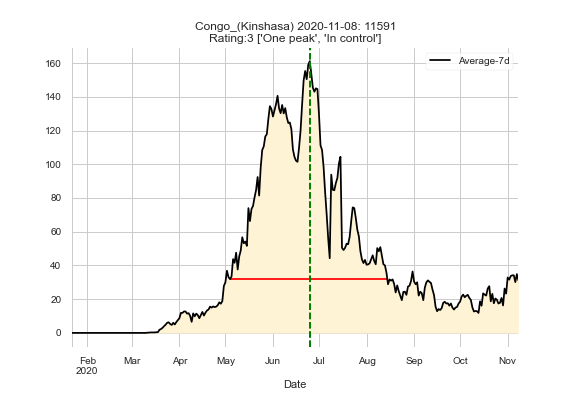 Congo_(Kinshasa) 2020-11-08: 11591
Rating:3 ['One peak', 'In control']
Average-7d
160
140
120
100
80
60
40
20
0
Feb Mar Apr May Jun Jul Aug Sep Oct Nov
2020
Date